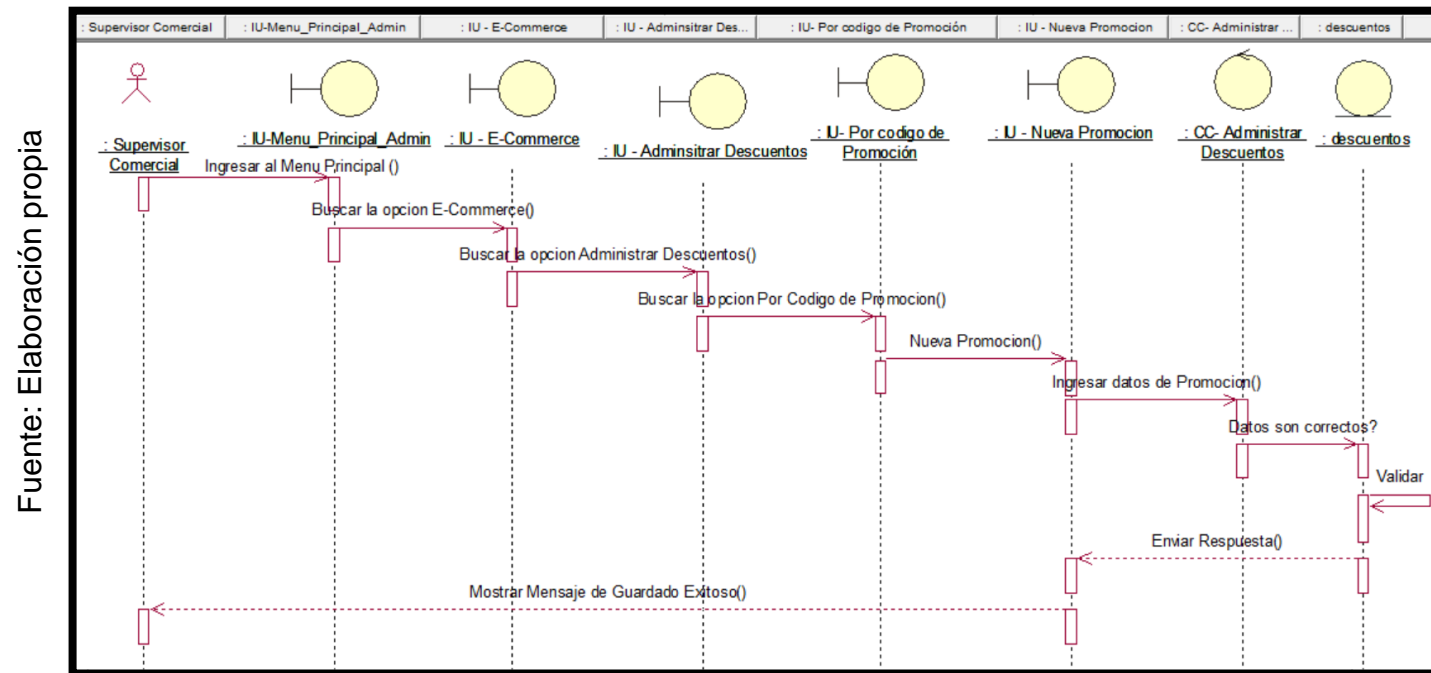 Fuente: Elaboración propia
: Supervisor Comercial
: IU-Menu_Principal_Admin
: IU - E-Commerce
: IU - Adminsitrar Des...
: IU- Por codigo de Promoción
: IU - Nueva Promocion
: CC- Administrar ...
: descuentos
: Supervisor
Comercial
: IU-Menu_Principal_Admin
: IU - E-Commerce
: IU - Adminsitrar Descuentos
: IU- Por codigo de
Promoción
: IU - Nueva Promocion
: CC- Administrar
Descuentos
: descuentos
Ingresar al Menu Principal ()
Buscar la opcion E-Commerce()
Buscar la opcion Administrar Descuentos()
Buscar la opcion Por Codigo de Promocion()
Nueva Promocion()
Ingresar datos de Promocion()
Datos son correctos?
Validar
Enviar Respuesta()
Mostrar Mensaje de Guardado Exitoso()